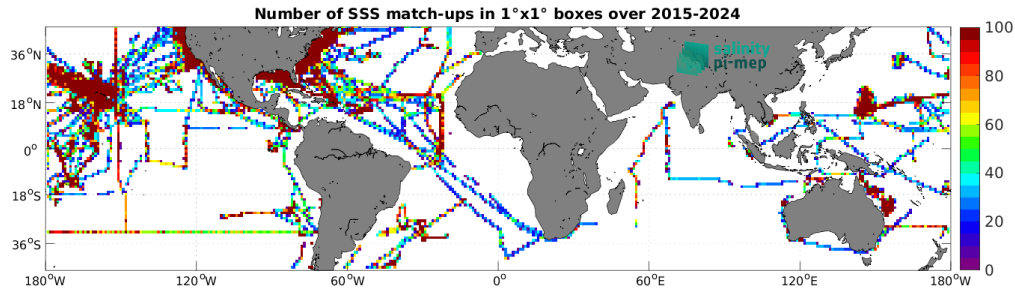 Number of SSS match-ups in 1°x1° boxes over 2015-2024
salinity
pi-mep
36°N
18°N
0°
18°S
36°S
180°W
120°W
60°W
0°
60°E
120°E
180°W
100
80
60
40
20
0